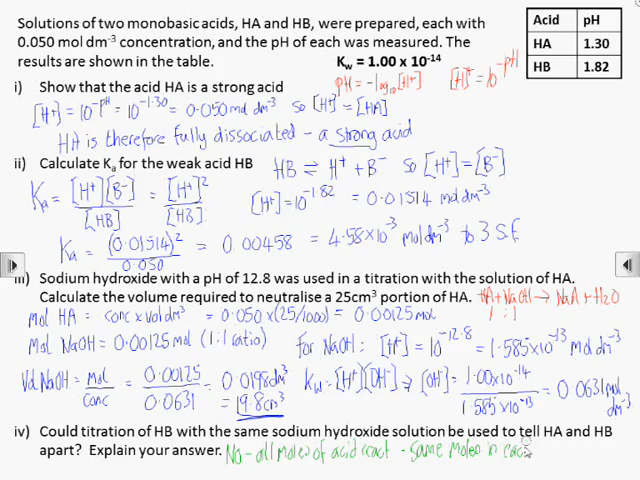 Solutions of two monobasic acids, HA and HB, were prepared, each with
0.050 mol dm⁻³ concentration, and the pH of each was measured. The
results are shown in the table. Kw = 1.00 x 10⁻¹⁴
Acid pH
HA 1.30
HB 1.82
pH = -log₁₀[H+] [H]⁺ = 10^-pH
i) Show that the acid HA is a strong acid
[H+] = 10^-pH = 10^-1.30 = 0.050 mol dm⁻³ so [H+] = [HA]
HA is therefore fully dissociated - a strong acid
ii) Calculate Ka for the weak acid HB
HB ⇌ H⁺ + B⁻ so [H+] = [B⁻]
Ka = [H+][B⁻] / [HB] = [H+]² / [HB]
[H+] = 10^-1.82 = 0.01514 mol dm⁻³
Ka = (0.01514)² / 0.050 = 0.00458 = 4.58x10⁻³ mol dm⁻³ to 3 s.f.
iii) Sodium hydroxide with a pH of 12.8 was used in a titration with the solution of HA.
Calculate the volume required to neutralise a 25cm³ portion of HA.
HA + NaOH → NaA + H2O
1 : 1
mol HA = conc x vol dm³ = 0.050 x (25/1000) = 0.00125 mol
Mol NaOH = 0.00125 mol (1:1 ratio)
for NaOH: [H+] = 10^-12.8 = 1.585x10⁻¹³ mol dm⁻³
Vol NaOH = mol / conc = 0.00125 / 0.0631 = 0.0198 dm³
= 19.8 cm³
Kw = [H+][OH⁻] → [OH⁻] = 1.00x10⁻¹⁴ / 1.585x10⁻¹³ = 0.0631 mol dm⁻³
iv) Could titration of HB with the same sodium hydroxide solution be used to tell HA and HB
apart? Explain your answer. No - all moles of acid react - same moles in eac